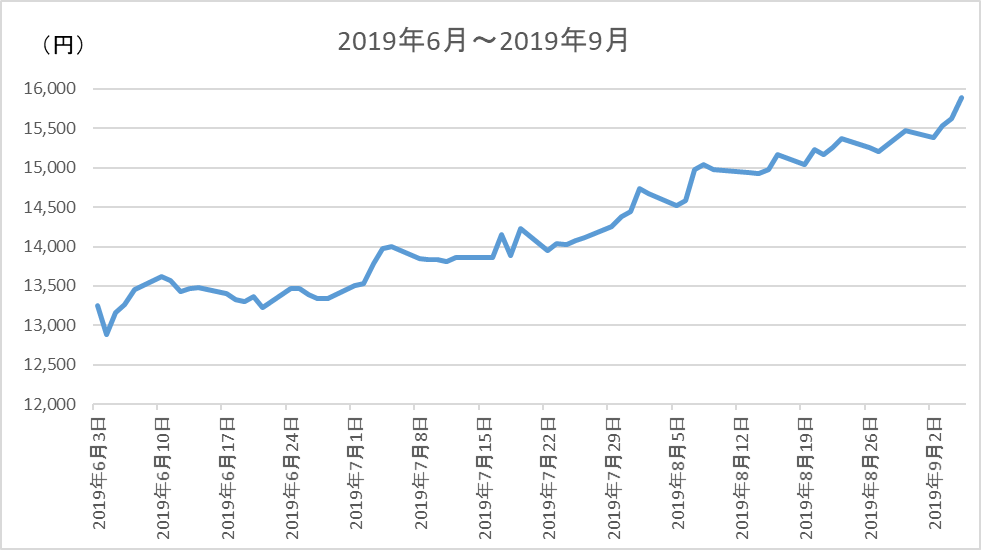 2019年6月～2019年9月
（円）
16,000
15,500
15,000
14,500
14,000
13,500
13,000
12,500
12,000
2019年6月3日
2019年6月10日
2019年6月17日
2019年6月24日
2019年7月1日
2019年7月8日
2019年7月15日
2019年7月22日
2019年7月29日
2019年8月5日
2019年8月12日
2019年8月19日
2019年8月26日
2019年9月2日